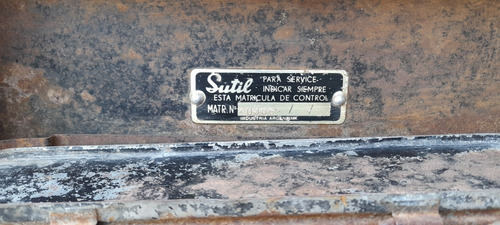 Sutil PARA SERVICE
INDICAR SIEMPRE
ESTA MATRICULA DE CONTROL
MATR. Nº
INDUSTRIA ARGENTINA